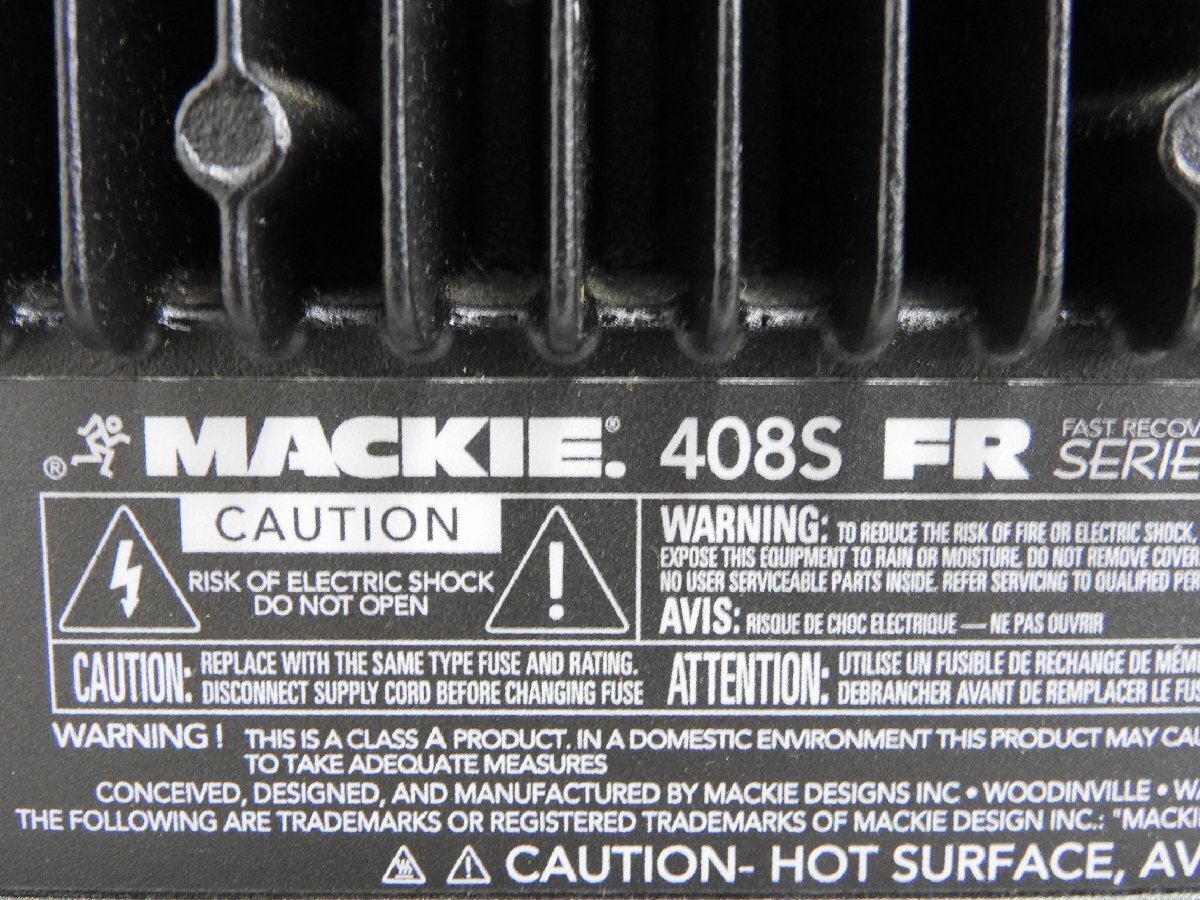 ® MACKIE.® 408S FR FAST RECOV
SERIE
CAUTION
RISK OF ELECTRIC SHOCK
DO NOT OPEN
WARNING: TO REDUCE THE RISK OF FIRE OR ELECTRIC SHOCK,
EXPOSE THIS EQUIPMENT TO RAIN OR MOISTURE. DO NOT REMOVE COVER
NO USER SERVICEABLE PARTS INSIDE. REFER SERVICING TO QUALIFIED PE
AVIS: RISQUE DE CHOC ELECTRIQUE — NE PAS OUVRIR
CAUTION: REPLACE WITH THE SAME TYPE FUSE AND RATING.
DISCONNECT SUPPLY CORD BEFORE CHANGING FUSE
ATTENTION: UTILISE UN FUSIBLE DE RECHANGE DE MÊM
DEBRANCHER AVANT DE REMPLACER LE FU
WARNING! THIS IS A CLASS A PRODUCT. IN A DOMESTIC ENVIRONMENT THIS PRODUCT MAY CAU
TO TAKE ADEQUATE MEASURES
CONCEIVED, DESIGNED, AND MANUFACTURED BY MACKIE DESIGNS INC • WOODINVILLE • WA
THE FOLLOWING ARE TRADEMARKS OR REGISTERED TRADEMARKS OF MACKIE DESIGN INC.: "MACKI
CAUTION- HOT SURFACE, AV